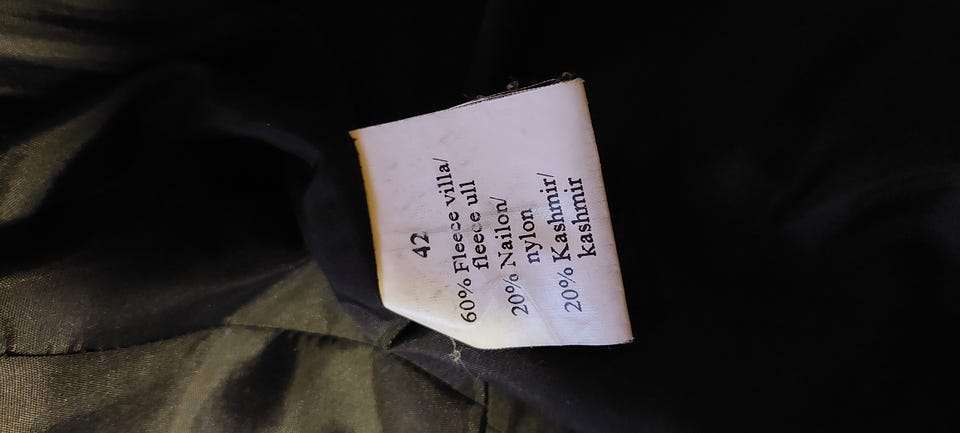 42
60% Fleece villa/
fleece ull
20% Nailon/
nylon
20% Kashmir/
kashmir